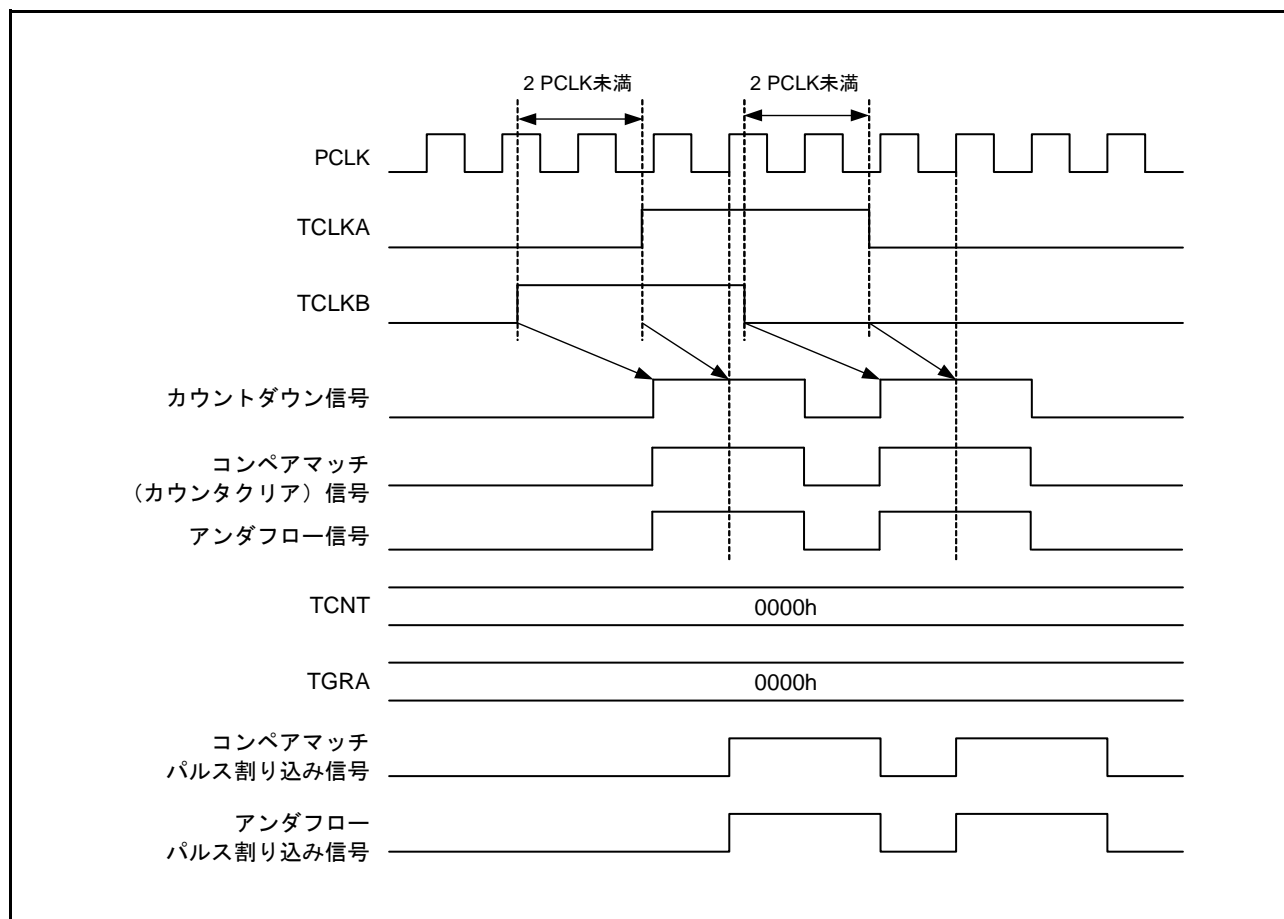 2 PCLK未満 2 PCLK未満
PCLK
TCLKA
TCLKB
カウントダウン信号
コンペアマッチ
（カウンタクリア）信号
アンダフロー信号
TCNT 0000h
TGRA 0000h
コンペアマッチ
パルス割り込み信号
アンダフロー
パルス割り込み信号